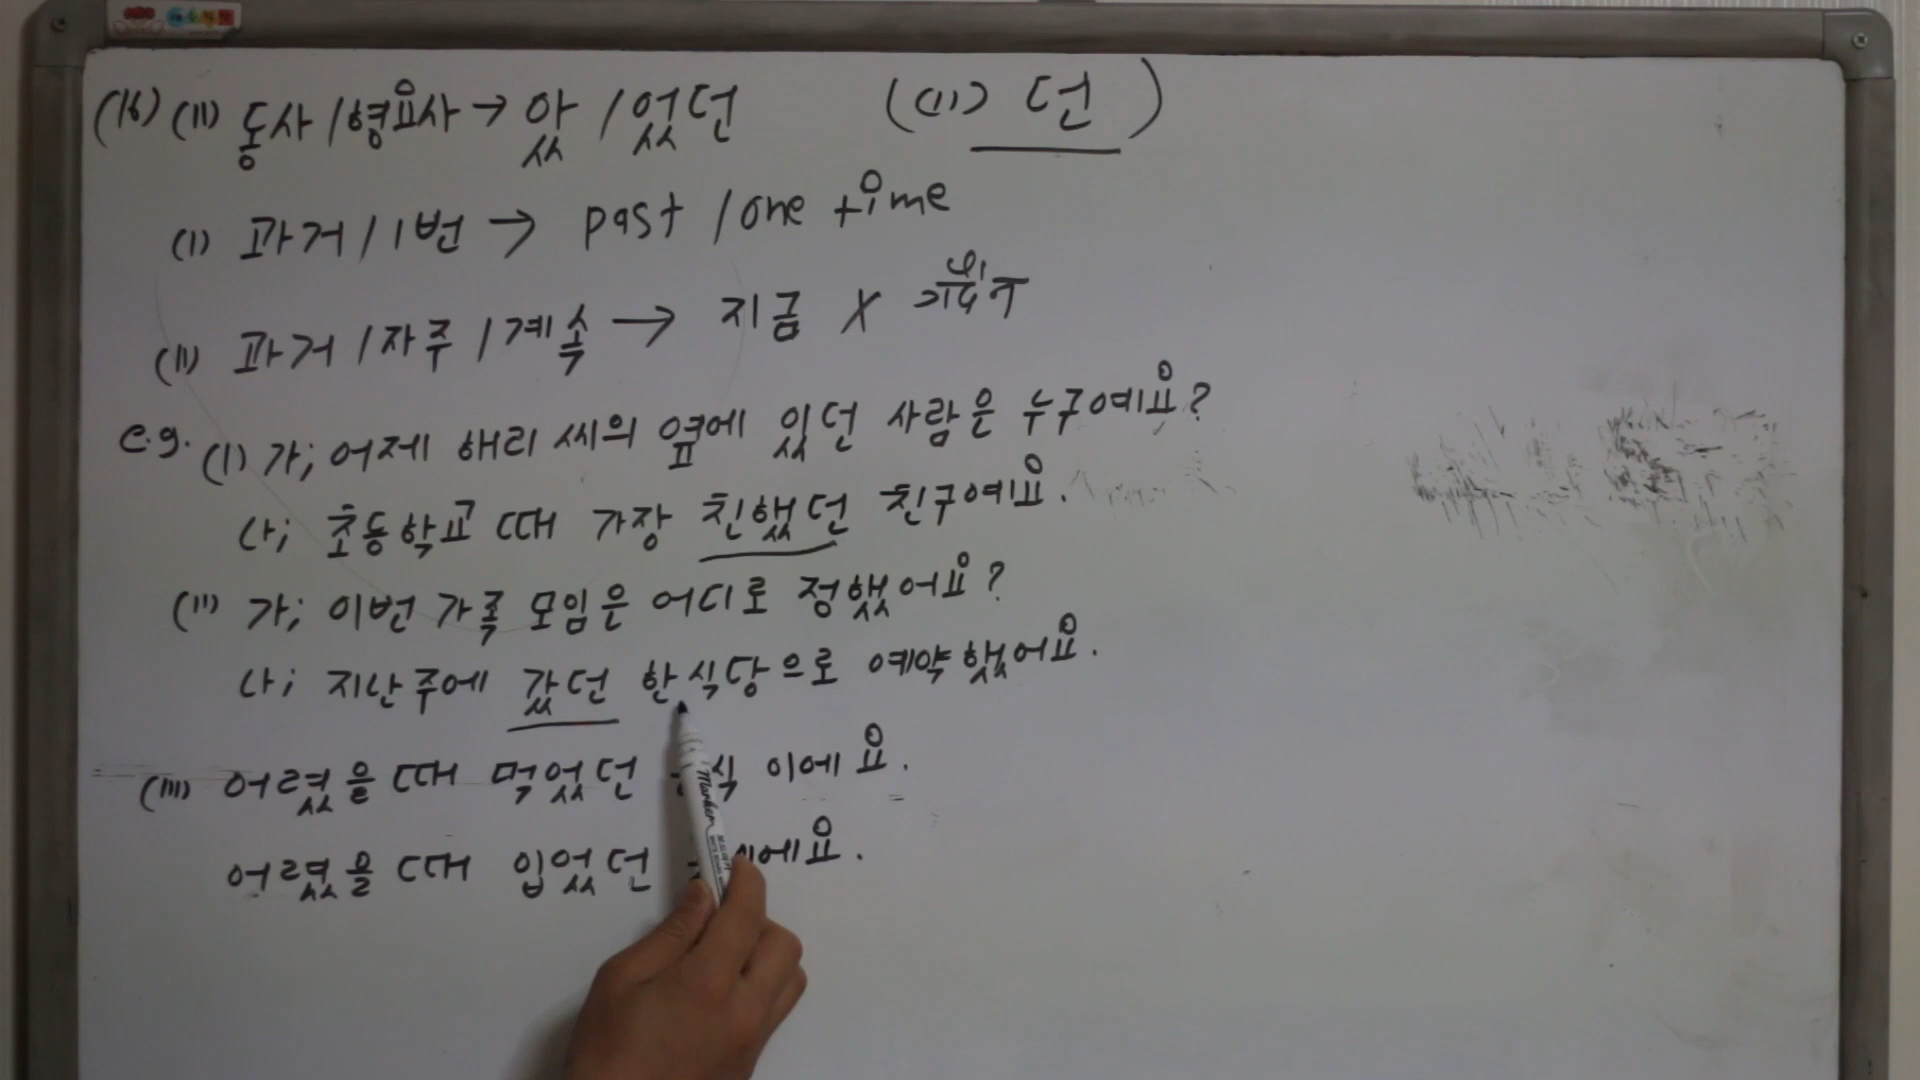 (16) (ii) 동사/형요사 → 았/었던 ((i) 던)
(i) 과거/1번 → past/one time
(ii) 과거/자주/계속 → 지금 X
e.g. (i) 가; 어제 해리 씨의 옆에 있던 사람은 누구예요?
나; 초등학교 때 가장 친했던 친구예요.
(ii) 가; 이번 가족 모임은 어디로 정했어요?
나; 지난주에 갔던 한식당으로 예약했어요.
(iii) 어렸을 때 먹었던 이에요.
어렸을 때 입었던 이에요.
Marker